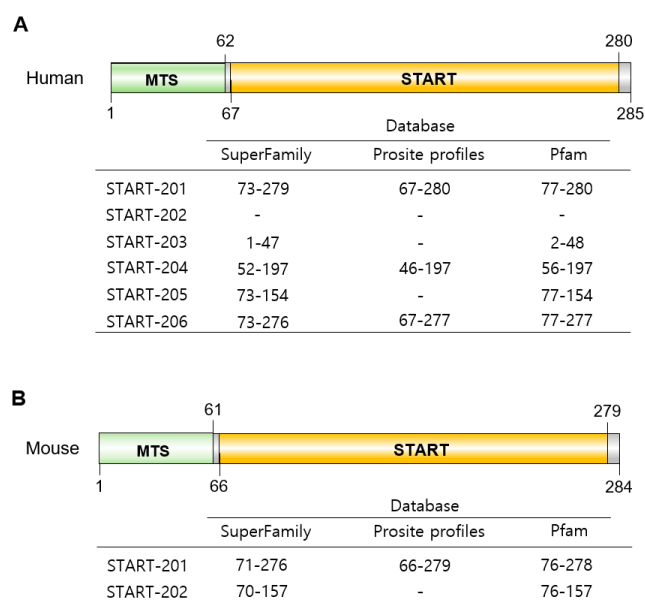 A
62 280
Human MTS START
1 67 285
Database
SuperFamily Prosite profiles Pfam
START-201 73-279 67-280 77-280
START-202 - - -
START-203 1-47 - 2-48
START-204 52-197 46-197 56-197
START-205 73-154 - 77-154
START-206 73-276 67-277 77-277
B
61 279
Mouse MTS START
1 66 284
Database
SuperFamily Prosite profiles Pfam
START-201 71-276 66-279 76-278
START-202 70-157 - 76-157